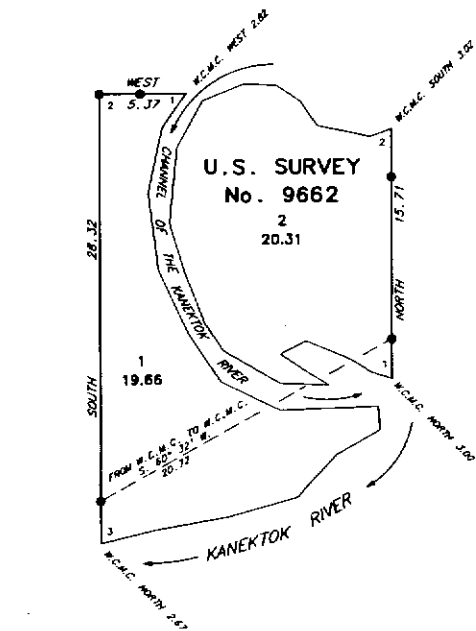 W.C.M.C. WEST 2.82
W.C.M.C. SOUTH 3.02
WEST
2 5.37 1
2
U.S. SURVEY
No. 9662
2
20.31
15.71
NORTH
28.32
SOUTH
CHANNEL OF THE KANEKTOK RIVER
1
19.66
1
W.C.M.C. NORTH 3.00
FROM W.C.M.C. TO W.C.M.C.
S. 60° 32' W.
20.72
3
KANEKTOK RIVER
W.C.M.C. NORTH 2.67